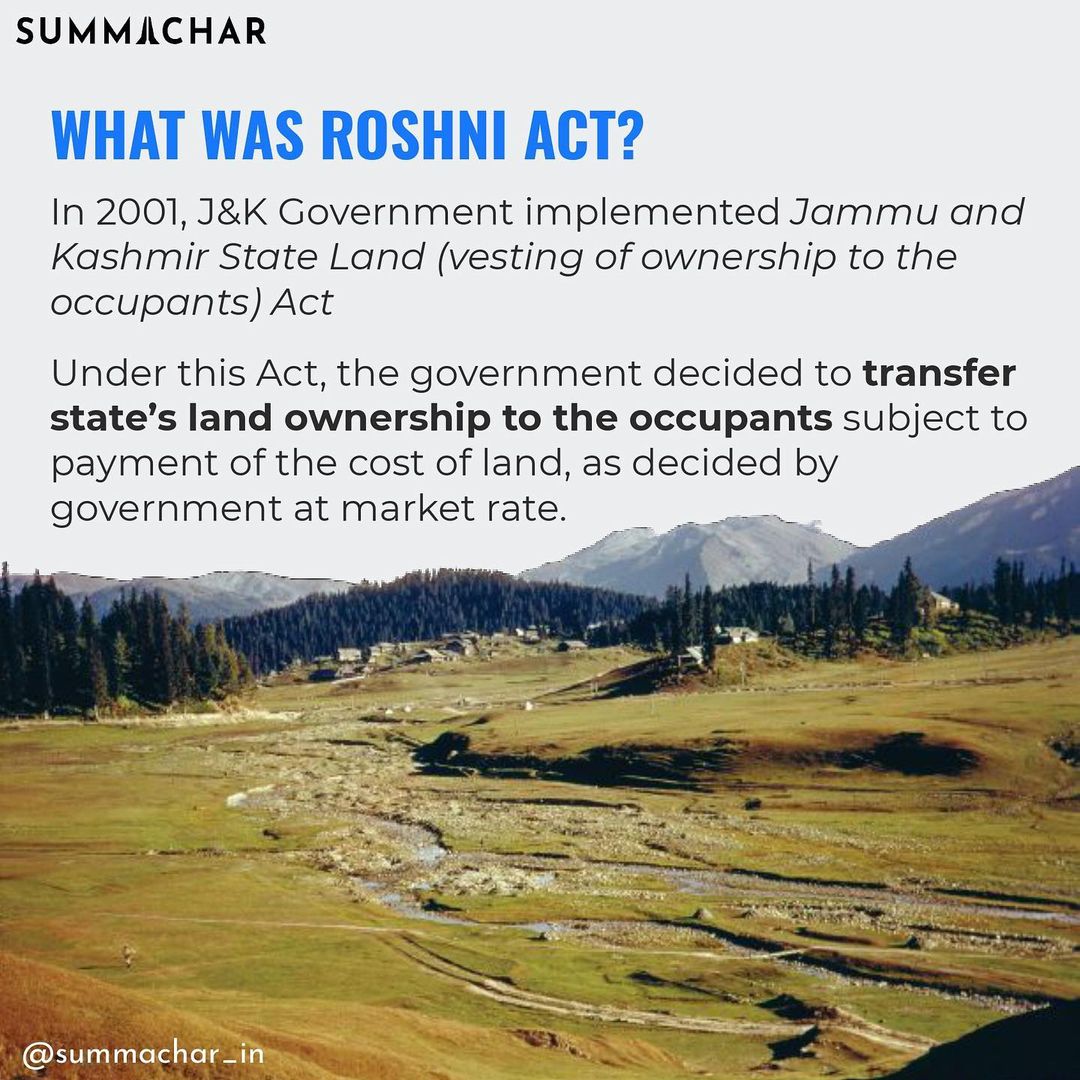 SUMMACHAR
WHAT WAS ROSHNI ACT?
In 2001, J&K Government implemented Jammu and
Kashmir State Land (vesting of ownership to the
occupants) Act
Under this Act, the government decided to transfer
state’s land ownership to the occupants subject to
payment of the cost of land, as decided by
government at market rate.
@summachar_in